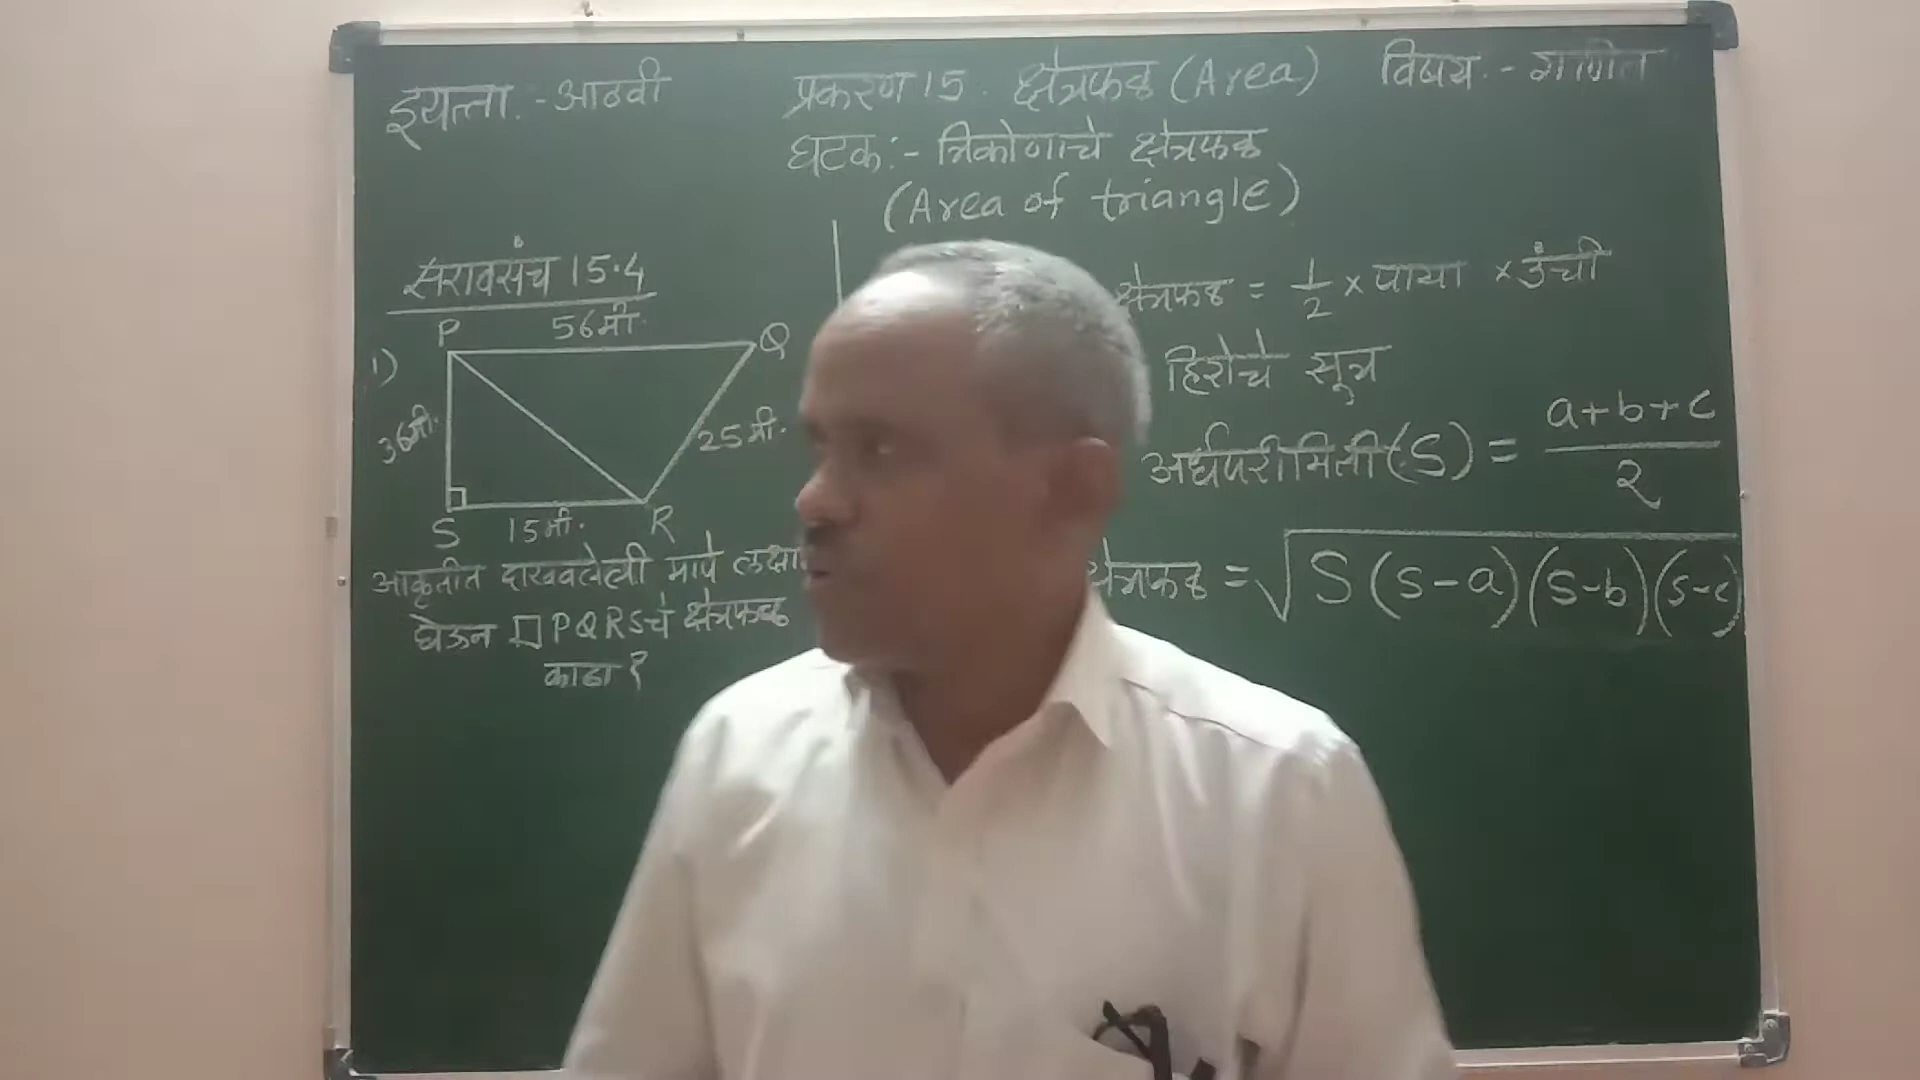 इयत्ता.-आठवी
प्रकरण 15. क्षेत्रफळ (Area)
विषय.- गणित
घटक:- त्रिकोणाचे क्षेत्रफळ
(Area of triangle)
सरावसंच 15.4
1)
P 56मी. Q
36मी.
25मी.
S 15मी. R
आकृतीत दाखवलेली मापे
घेऊन □PQRSचे क्षेत्रफळ
काढा?
क्षेत्रफळ = 1/2 × पाया × उंची
हिरोचे सूत्र
अर्धपरीमिती(S) = a+b+c/2
क्षेत्रफळ = √S(s-a)(s-b)(s-c)